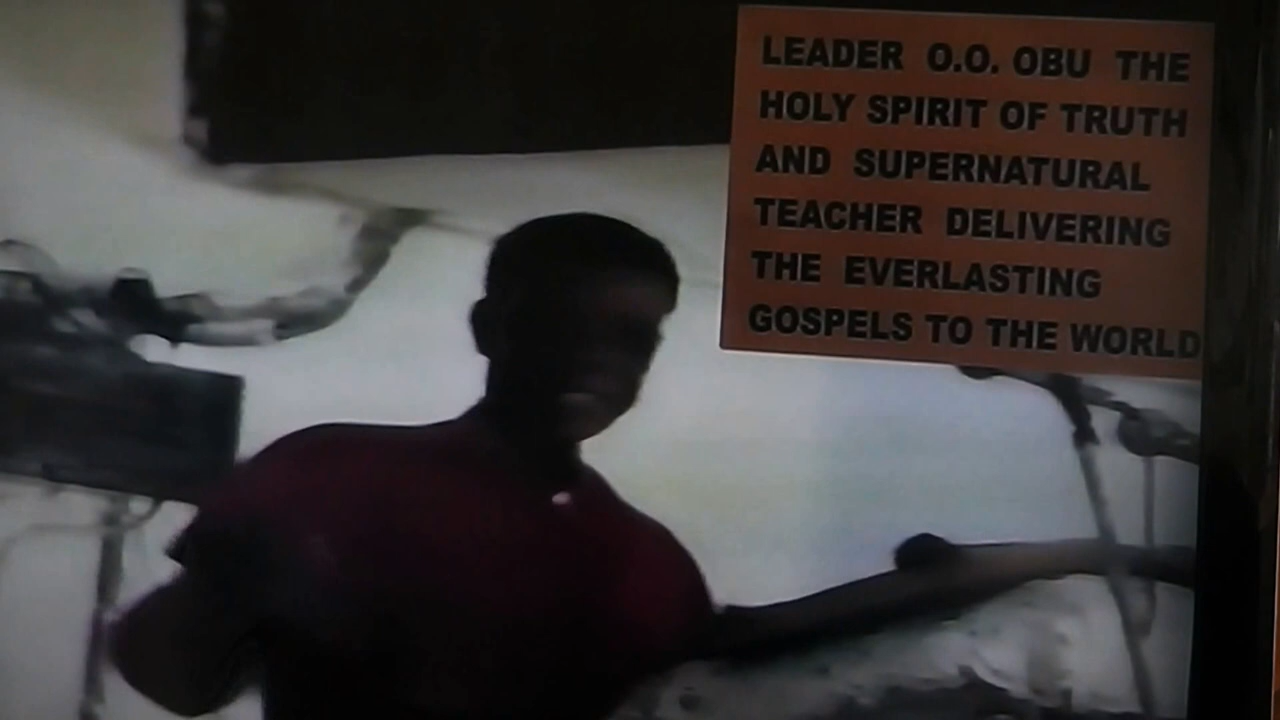 LEADER O.O. OBU THE
HOLY SPIRIT OF TRUTH
AND SUPERNATURAL
TEACHER DELIVERING
THE EVERLASTING
GOSPELS TO THE WORLD